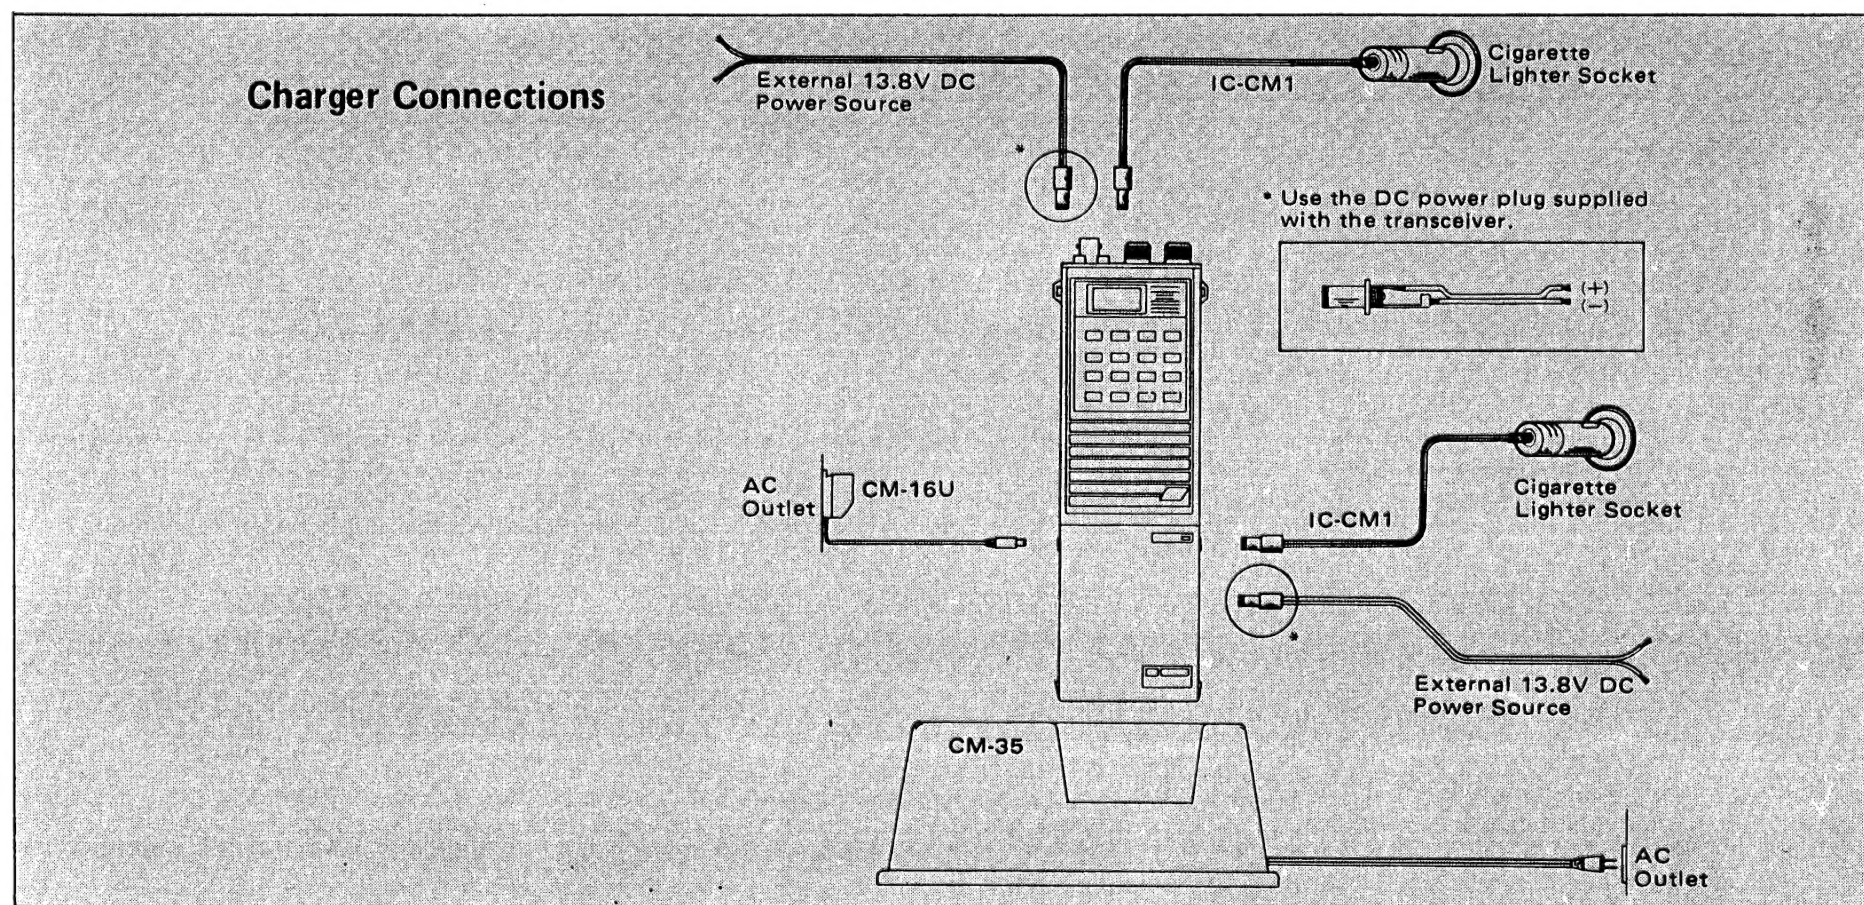 Charger Connections
External 13.8V DC
Power Source
IC-CM1
Cigarette
Lighter Socket
*
* Use the DC power plug supplied
with the transceiver.
(+)
(−)
AC
Outlet
CM-16U
IC-CM1
Cigarette
Lighter Socket
*
External 13.8V DC
Power Source
CM-35
AC
Outlet